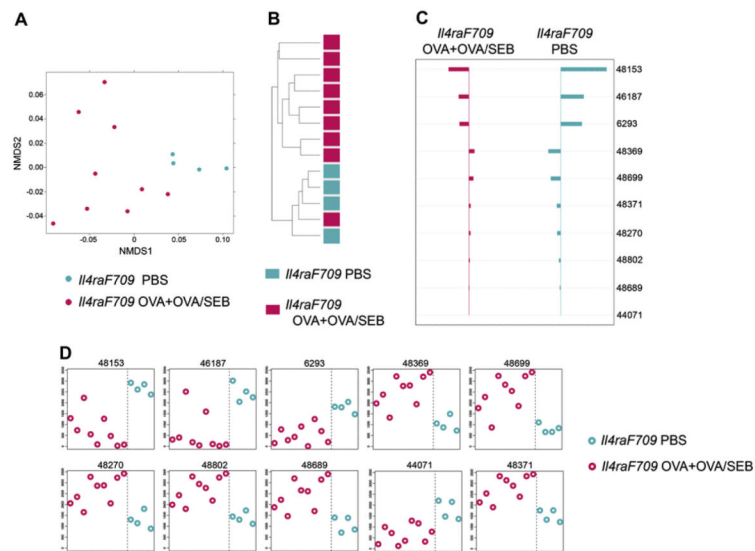 A
B
C
Il4raF709
OVA+OVA/SEB
Il4raF709
PBS
NMDS2
0.06
0.04
0.02
0.00
-0.02
-0.04
-0.05
0.00
0.05
0.10
NMDS1
Il4raF709 PBS
Il4raF709 OVA+OVA/SEB
Il4raF709 PBS
Il4raF709
OVA+OVA/SEB
48153
46187
6293
48369
48699
48371
48270
48802
48689
44071
D
48153
46187
6293
48369
48699
48270
48802
48689
44071
48371
Il4raF709 PBS
Il4raF709 OVA+OVA/SEB